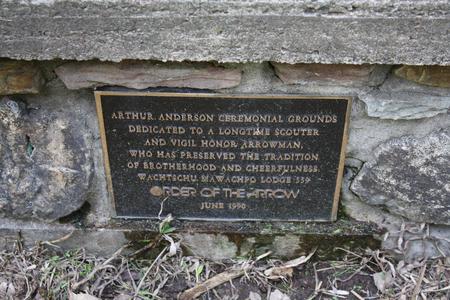 ARTHUR ANDERSON CEREMONIAL GROUNDS
DEDICATED TO A LONGTIME SCOUTER
AND VIGIL HONOR ARROWMAN,
WHO HAS PRESERVED THE TRADITION
OF BROTHERHOOD AND CHEERFULNESS.
WACHTSCHU MAWACHPO LODGE 559
ORDER OF THE ARROW
JUNE 1990